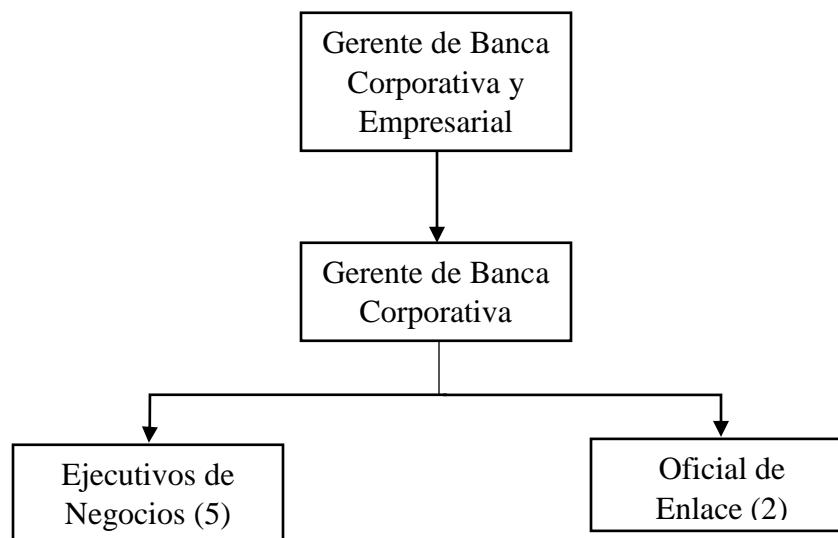 Gerente de Banca
Corporativa y
Empresarial
Gerente de Banca
Corporativa
Ejecutivos de
Negocios (5)
Oficial de
Enlace (2)